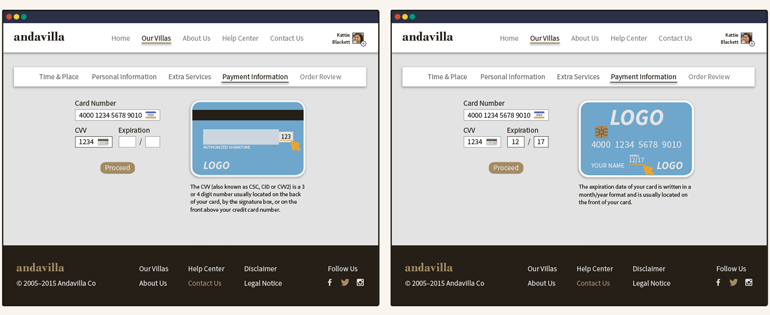 andavilla
Home Our Villas About Us Help Center Contact Us
Kattie
Blackett
Time & Place Personal Information Extra Services Payment Information Order Review
Card Number
4000 1234 5678 9010
CVV Expiration
1234 /
Proceed
123
AUTHORIZED SIGNATURE
LOGO
The CVV (also known as CSC, CID or CVV2) is a 3
or 4 digit number usually located on the back
of your card, by the signature box, or on the
front above your credit card number.
andavilla
Our Villas Help Center Disclaimer Follow Us
© 2005–2015 Andavilla Co About Us Contact Us Legal Notice
andavilla
Home Our Villas About Us Help Center Contact Us
Kattie
Blackett
Time & Place Personal Information Extra Services Payment Information Order Review
Card Number
4000 1234 5678 9010
CVV Expiration
1234 12 / 17
Proceed
LOGO
4000 1234 5678 9010
12/17
YOUR NAME LOGO
The expiration date of your card is written in a
month/year format and is usually located on
the front of your card.
andavilla
Our Villas Help Center Disclaimer Follow Us
© 2005–2015 Andavilla Co About Us Contact Us Legal Notice